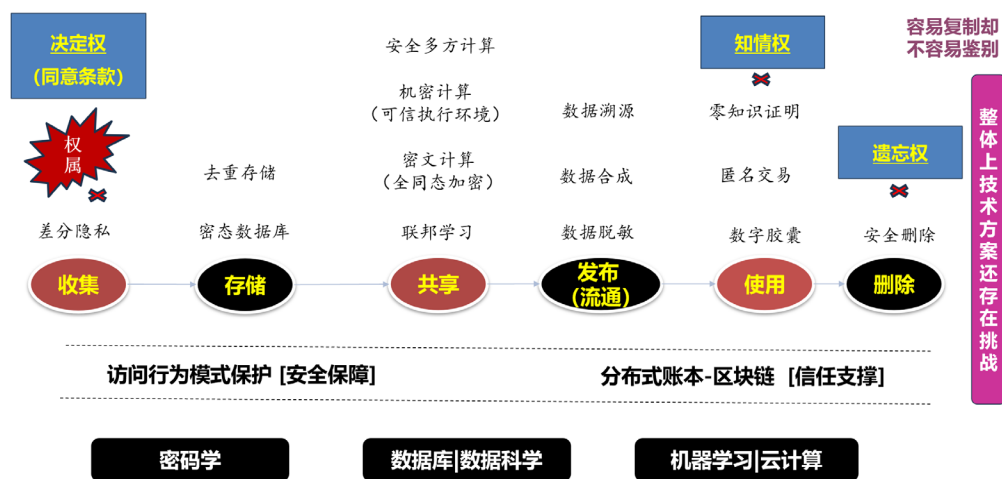 决定权
（同意条款）
权
属
差分隐私
收集
去重存储
密态数据库
存储
安全多方计算
机密计算
（可信执行环境）
密文计算
（全同态加密）
联邦学习
共享
数据溯源
数据合成
数据脱敏
发布
（流通）
知情权
零知识证明
匿名交易
数字胶囊
使用
遗忘权
安全删除
删除
容易复制却
不容易鉴别
整体上技术方案还存在挑战
访问行为模式保护 [安全保障]
分布式账本-区块链 [信任支撑]
密码学
数据库|数据科学
机器学习|云计算